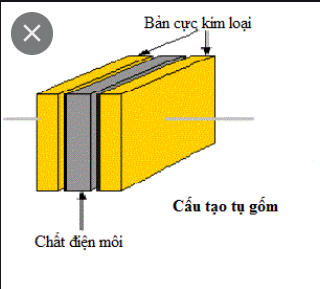 Bản cực kim loại
Cấu tạo tụ gốm
Chất điện môi